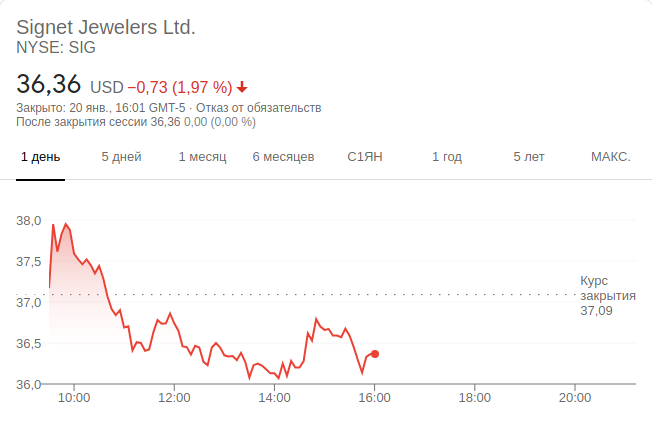 Signet Jewelers Ltd.
NYSE: SIG
36,36 USD −0,73 (1,97 %)
Закрыто: 20 янв., 16:01 GMT-5 · Отказ от обязательств
После закрытия сессии 36,36 0,00 (0,00 %)
1 день 5 дней 1 месяц 6 месяцев С1ЯН 1 год 5 лет МАКС.
38,0
37,5
37,0
36,5
36,0
Курс
закрытия
37,09
10:00 12:00 14:00 16:00 18:00 20:00